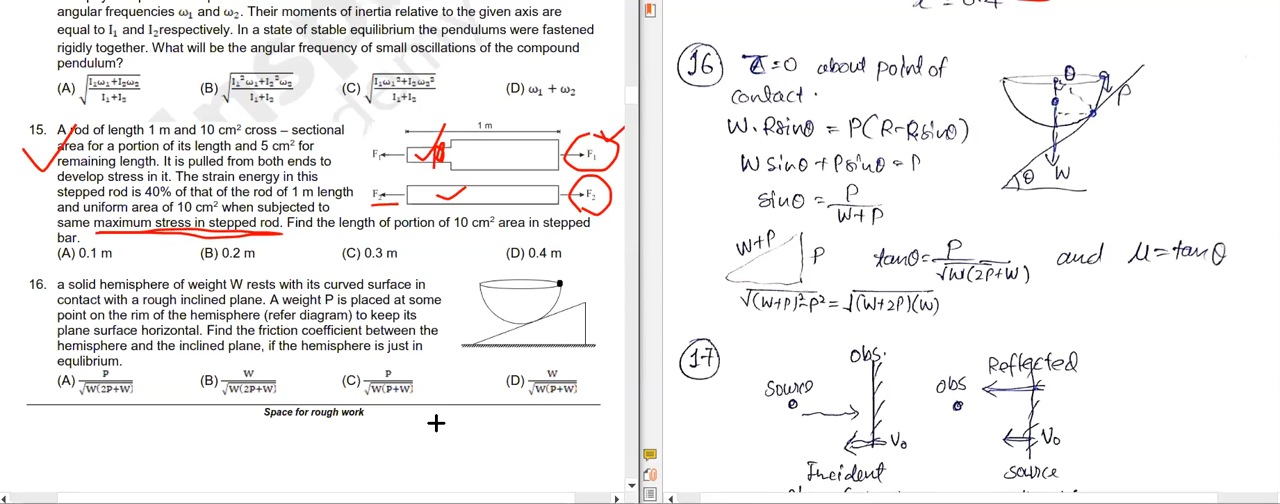 angular frequencies ω₁ and ω₂. Their moments of inertia relative to the given axis are
equal to I₁ and I₂respectively. In a state of stable equilibrium the pendulums were fastened
rigidly together. What will be the angular frequency of small oscillations of the compound
pendulum?
(A) √((I₁ω₁+I₂ω₂)/(I₁+I₂)) (B) √((I₁²ω₁+I₂²ω₂)/(I₁+I₂)) (C) √((I₁ω₁²+I₂ω₂²)/(I₁+I₂)) (D) ω₁ + ω₂
15. A rod of length 1 m and 10 cm² cross – sectional
area for a portion of its length and 5 cm² for
remaining length. It is pulled from both ends to
develop stress in it. The strain energy in this
stepped rod is 40% of that of the rod of 1 m length
and uniform area of 10 cm² when subjected to
same maximum stress in stepped rod. Find the length of portion of 10 cm² area in stepped
bar.
1 m
F₁ F₁
F₂ F₂
(A) 0.1 m (B) 0.2 m (C) 0.3 m (D) 0.4 m
16. a solid hemisphere of weight W rests with its curved surface in
contact with a rough inclined plane. A weight P is placed at some
point on the rim of the hemisphere (refer diagram) to keep its
plane surface horizontal. Find the friction coefficient between the
hemisphere and the inclined plane, if the hemisphere is just in
equlibrium.
(A) P/√(W(2P+W)) (B) W/√(W(2P+W)) (C) P/√(W(P+W)) (D) W/√(W(P+W))
Space for rough work
16 τ=0 about point of
contact.
W. Rsinθ = P(R-Rsinθ)
W sinθ + Psinθ = P
sinθ = P/(W+P)
θ
P
W
θ
W+P
P
√((W+P)²-P²) = √((W+2P)(W))
tanθ = P/√(W(2P+W)) and μ=tanθ
17
Obs.
Source
V₀
Incident
Reflected
Obs
V₀
Source